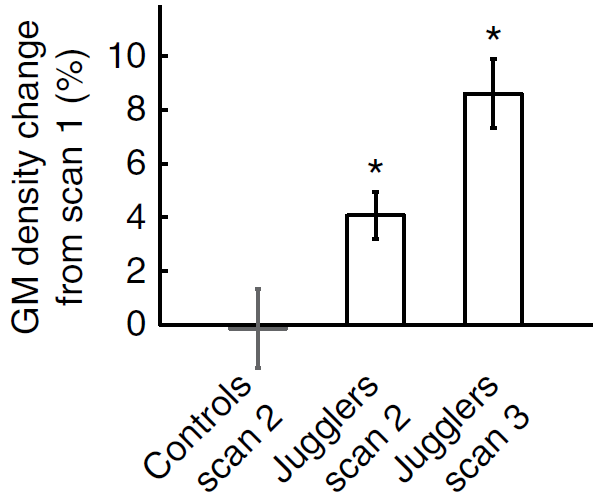 GM density change
from scan 1 (%)
10
8
6
4
2
0
*
*
Controls
scan 2
Jugglers
scan 2
Jugglers
scan 3